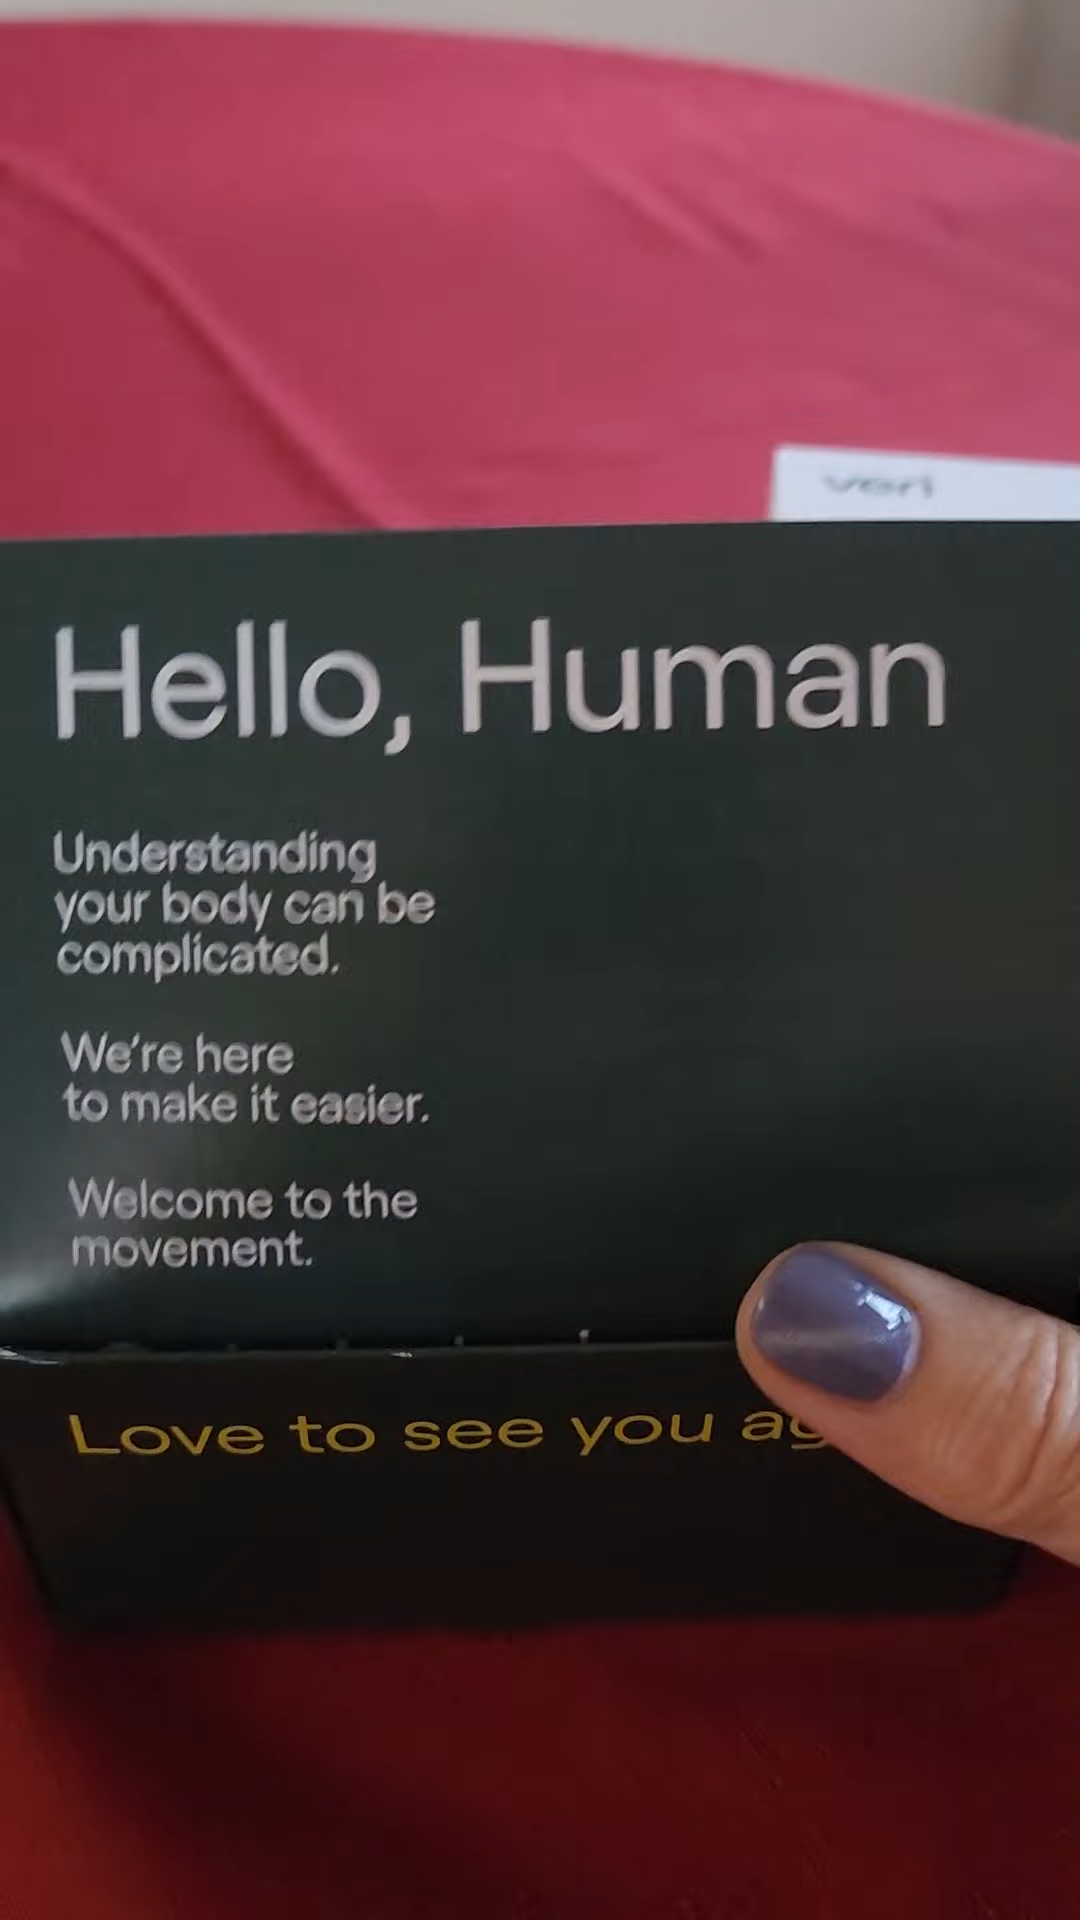 veri
Hello, Human
Understanding
your body can be
complicated.
We're here
to make it easier.
Welcome to the
movement.
Love to see you